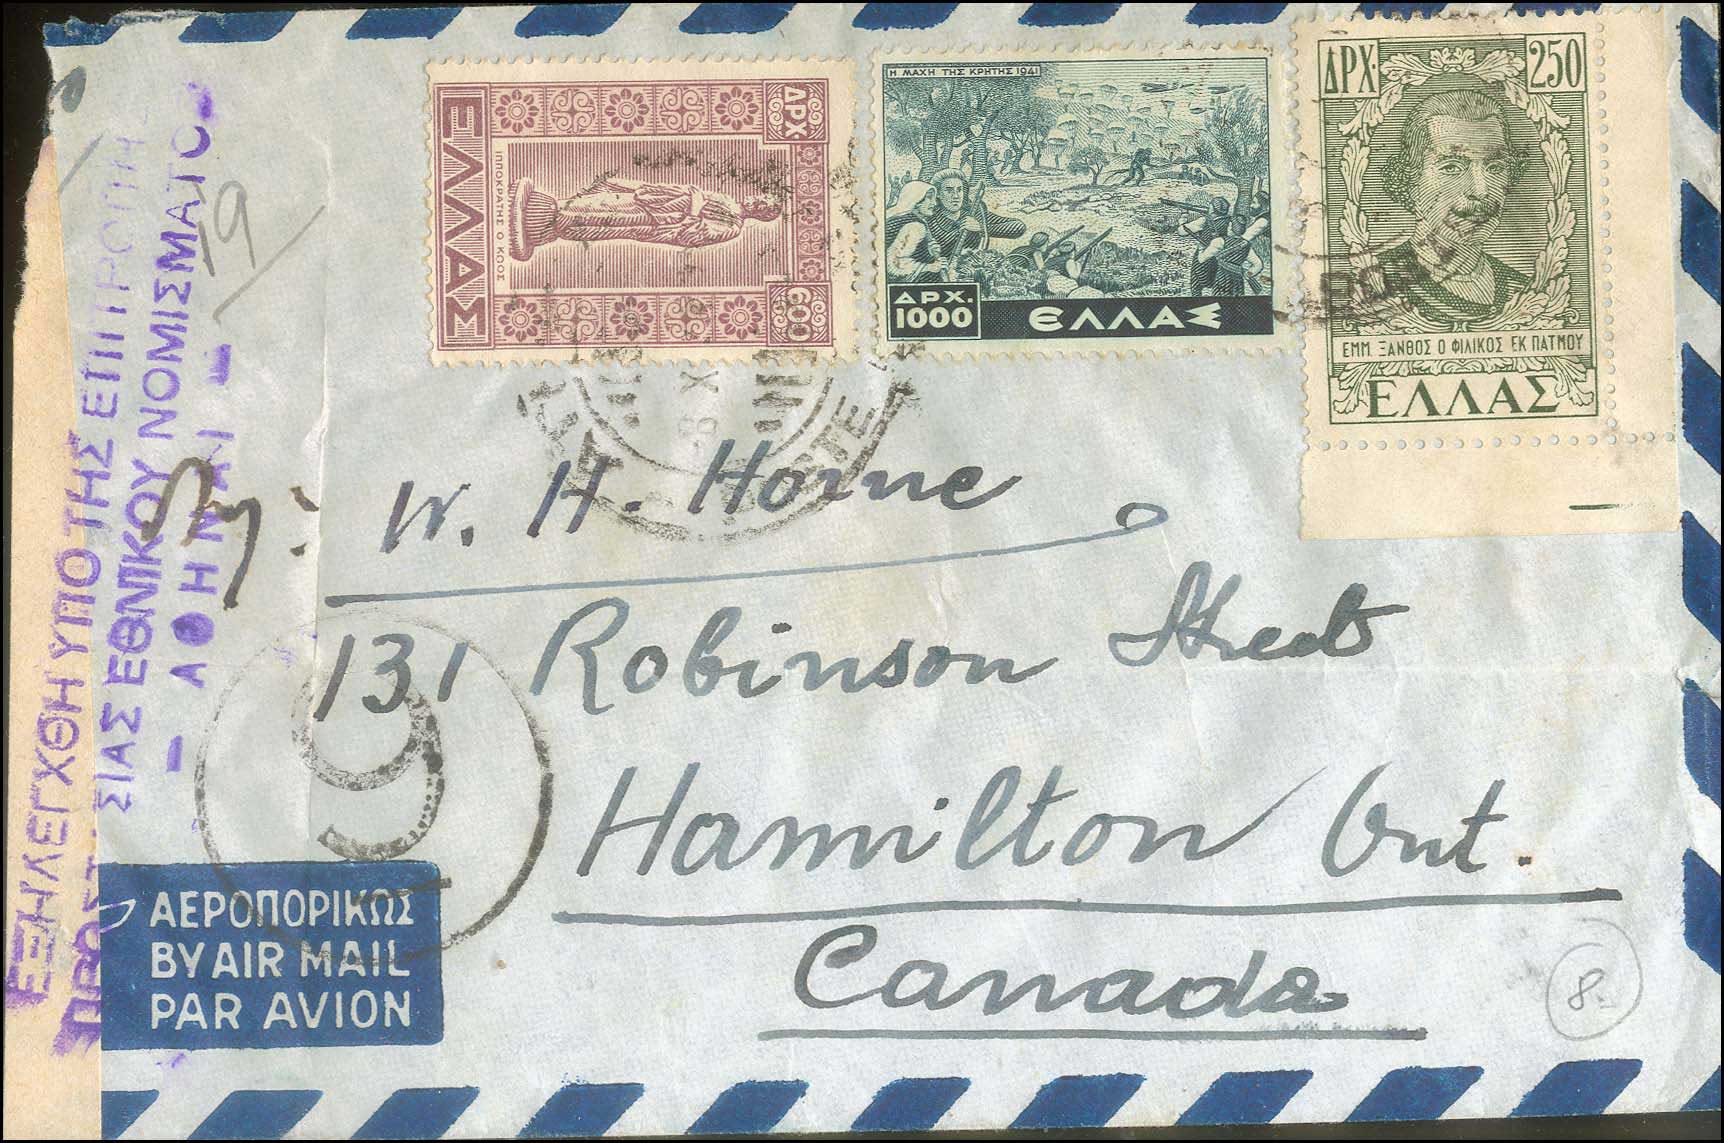 ΕΛΛΑΣ
ΙΠΠΟΚΡΑΤΗΣ Ο ΚΩΟΣ
ΔΡΧ
600
Η ΜΑΧΗ ΤΗΣ ΚΡΗΤΗΣ 1941
ΔΡΧ.
1000
ΕΛΛΑΣ
ΔΡΧ. 250
ΕΜΜ. ΞΑΝΘΟΣ Ο ΦΙΛΙΚΟΣ ΕΚ ΠΑΤΜΟΥ
ΕΛΛΑΣ
ΕΞΗΛΕΓΧΘΗ ΥΠΟ ΤΗΣ ΕΠΙΤΡΟΠΗΣ
ΣΙΑΣ ΕΘΝΙΚΟΥ ΝΟΜΙΣΜΑΤΟΣ
- ΑΘΗΝΑΙ -
19
X
W. H. Horne
131 Robinson Street
Hamilton Ont.
Canada
9
8.-
ΑΕΡΟΠΟΡΙΚΩΣ
BY AIR MAIL
PAR AVION